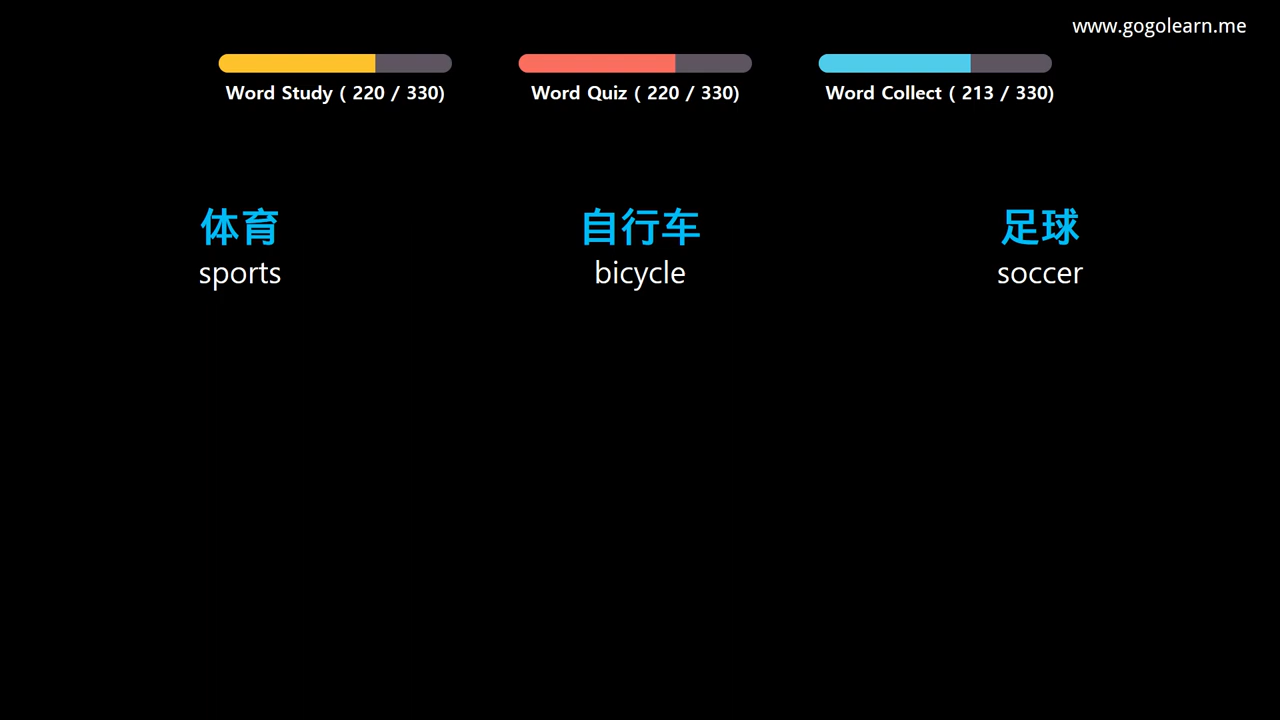 www.gogolearn.me
Word Study ( 220 / 330)
Word Quiz ( 220 / 330)
Word Collect ( 213 / 330)
体育
sports
自行车
bicycle
足球
soccer